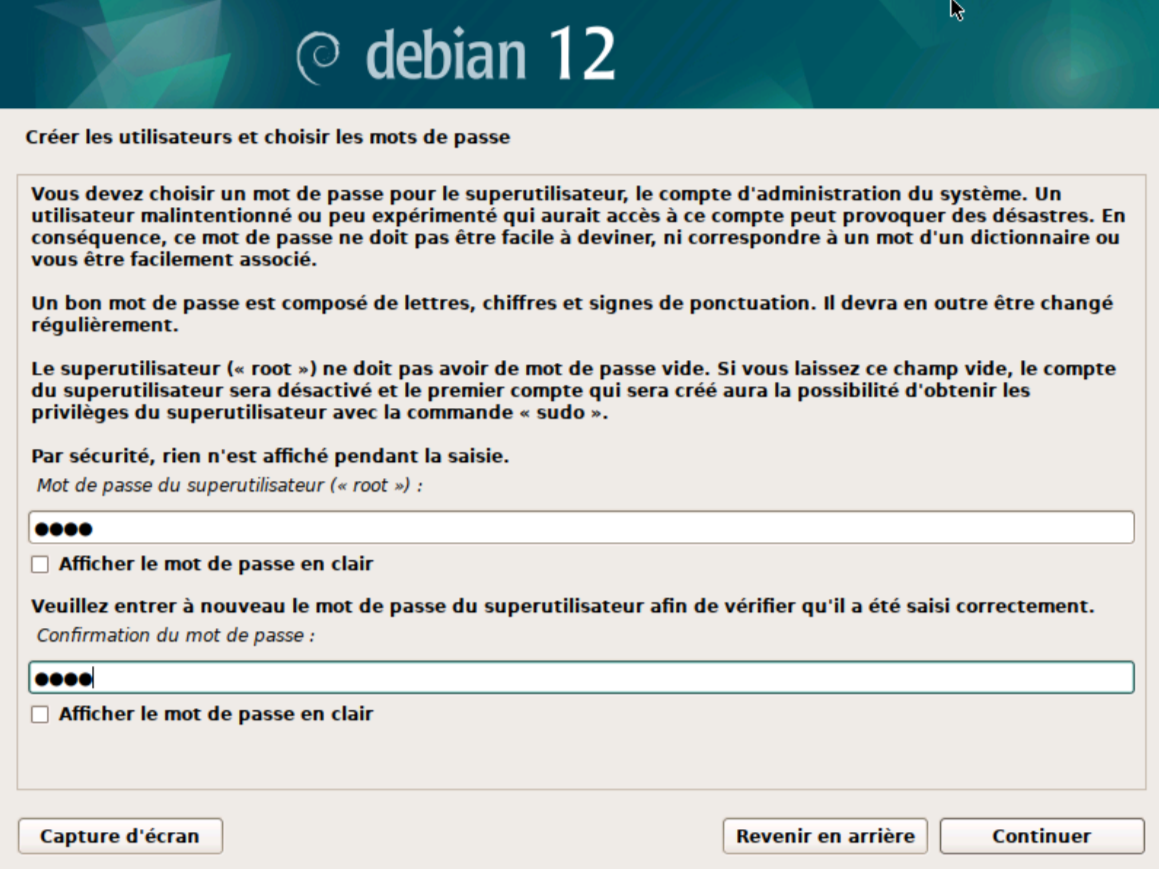 debian 12
Créer les utilisateurs et choisir les mots de passe
Vous devez choisir un mot de passe pour le superutilisateur, le compte d'administration du système. Un
utilisateur malintentionné ou peu expérimenté qui aurait accès à ce compte peut provoquer des désastres. En
conséquence, ce mot de passe ne doit pas être facile à deviner, ni correspondre à un mot d'un dictionnaire ou
vous être facilement associé.
Un bon mot de passe est composé de lettres, chiffres et signes de ponctuation. Il devra en outre être changé
régulièrement.
Le superutilisateur (« root ») ne doit pas avoir de mot de passe vide. Si vous laissez ce champ vide, le compte
du superutilisateur sera désactivé et le premier compte qui sera créé aura la possibilité d'obtenir les
privilèges du superutilisateur avec la commande « sudo ».
Par sécurité, rien n'est affiché pendant la saisie.
Mot de passe du superutilisateur (« root ») :
●●●●
Afficher le mot de passe en clair
Veuillez entrer à nouveau le mot de passe du superutilisateur afin de vérifier qu'il a été saisi correctement.
Confirmation du mot de passe :
●●●●
Afficher le mot de passe en clair
Capture d'écran
Revenir en arrière
Continuer